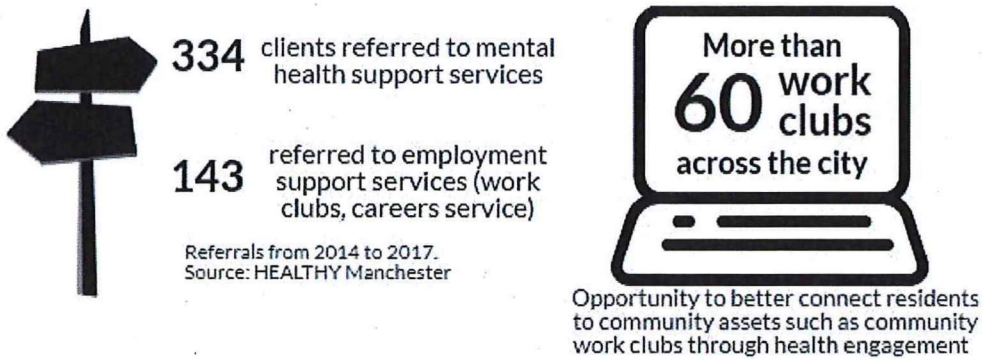 334 clients referred to mental
health support services
143 referred to employment
support services (work
clubs, careers service)
Referrals from 2014 to 2017.
Source: HEALTHY Manchester
More than
60 work
clubs
across the city
Opportunity to better connect residents
to community assets such as community
work clubs through health engagement